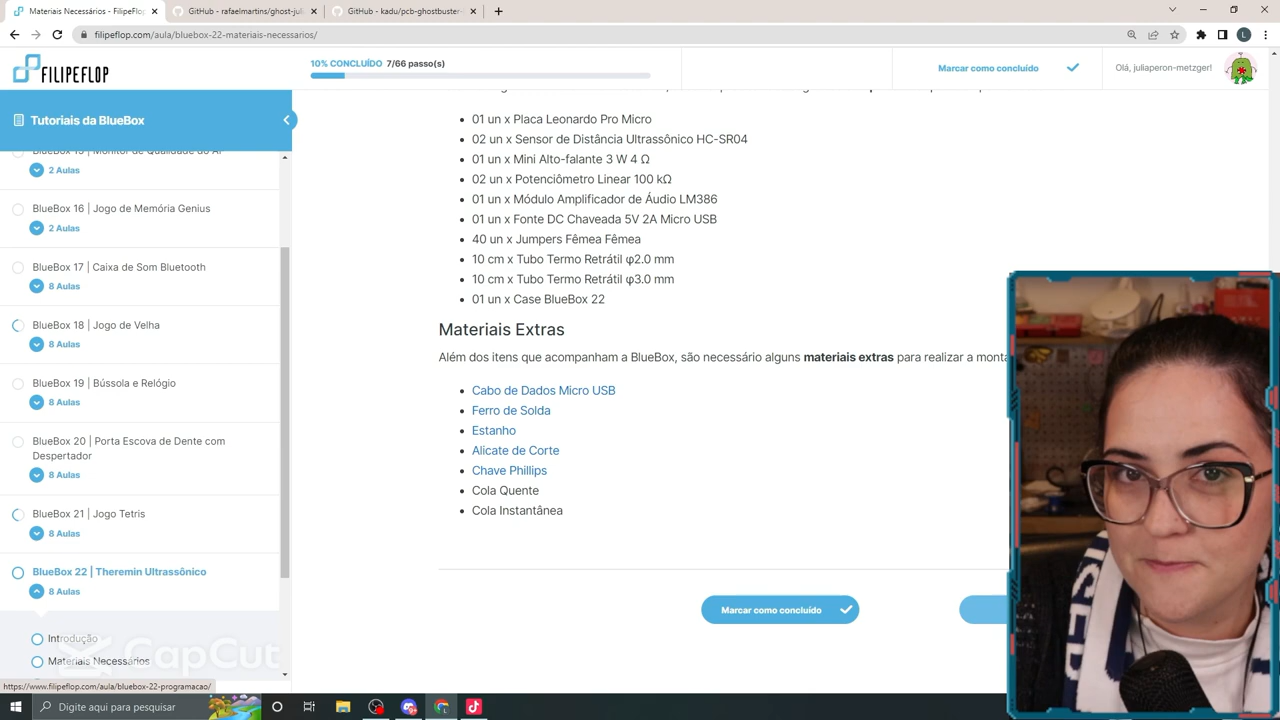 Materiais Necessários - FilipeFlop
GitHub - rafaelmartins/ghost-juli
GitHub - kadu/pcb-ghostbuster-
filipeflop.com/aula/bluebox-22-materiais-necessarios/
L
FILIPEFLOP
10% CONCLUÍDO 7/66 passo(s)
Marcar como concluído
Olá, juliaperon-metzger!
Tutoriais da BlueBox
2 Aulas
BlueBox 16 | Jogo de Memória Genius
2 Aulas
BlueBox 17 | Caixa de Som Bluetooth
8 Aulas
BlueBox 18 | Jogo de Velha
8 Aulas
BlueBox 19 | Bússola e Relógio
8 Aulas
BlueBox 20 | Porta Escova de Dente com
Despertador
8 Aulas
BlueBox 21 | Jogo Tetris
8 Aulas
BlueBox 22 | Theremin Ultrassônico
8 Aulas
Introdução
Materiais Necessários
CapCut
01 un x Placa Leonardo Pro Micro
02 un x Sensor de Distância Ultrassônico HC-SR04
01 un x Mini Alto-falante 3 W 4 Ω
02 un x Potenciômetro Linear 100 kΩ
01 un x Módulo Amplificador de Áudio LM386
01 un x Fonte DC Chaveada 5V 2A Micro USB
40 un x Jumpers Fêmea Fêmea
10 cm x Tubo Termo Retrátil φ2.0 mm
10 cm x Tubo Termo Retrátil φ3.0 mm
01 un x Case BlueBox 22
Materiais Extras
Além dos itens que acompanham a BlueBox, são necessário alguns materiais extras para realizar a monta
Cabo de Dados Micro USB
Ferro de Solda
Estanho
Alicate de Corte
Chave Phillips
Cola Quente
Cola Instantânea
Marcar como concluído
https://www.filipeflop.com/aula/bluebox-22-programacao/
Digite aqui para pesquisar